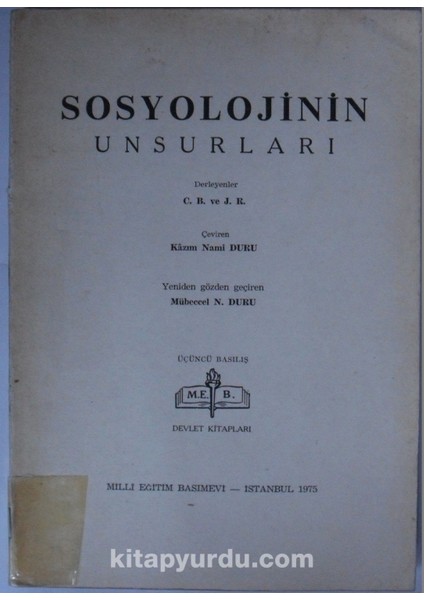 SOSYOLOJİNİN
UNSURLARI
Derleyenler
C. B. ve J. R.
Çeviren
Kâzım Nami DURU
Yeniden gözden geçiren
Mübeccel N. DURU
ÜÇÜNCÜ BASILIŞ
M.E. B.
DEVLET KİTAPLARI
MİLLİ EĞİTİM BASIMEVİ — İSTANBUL 1975
kitapyurdu.com